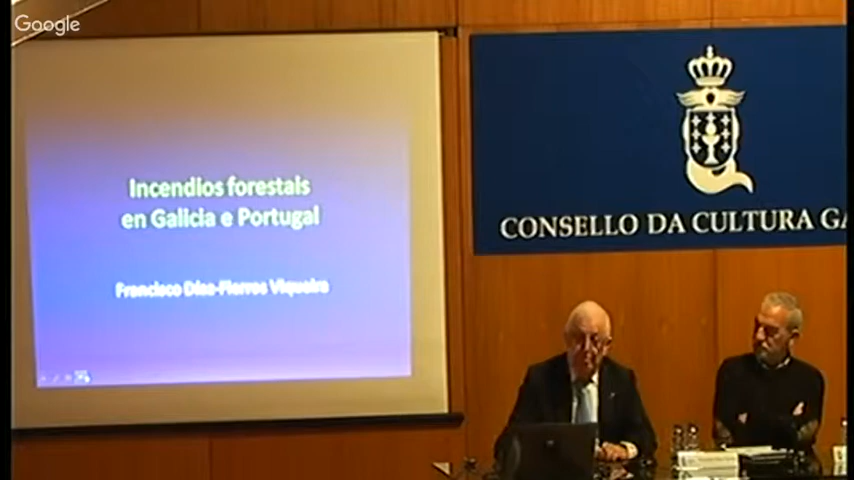 Google
Incendios forestais
en Galicia e Portugal
Francisco Díaz-Fierros Viqueira
CONSELLO DA CULTURA GA